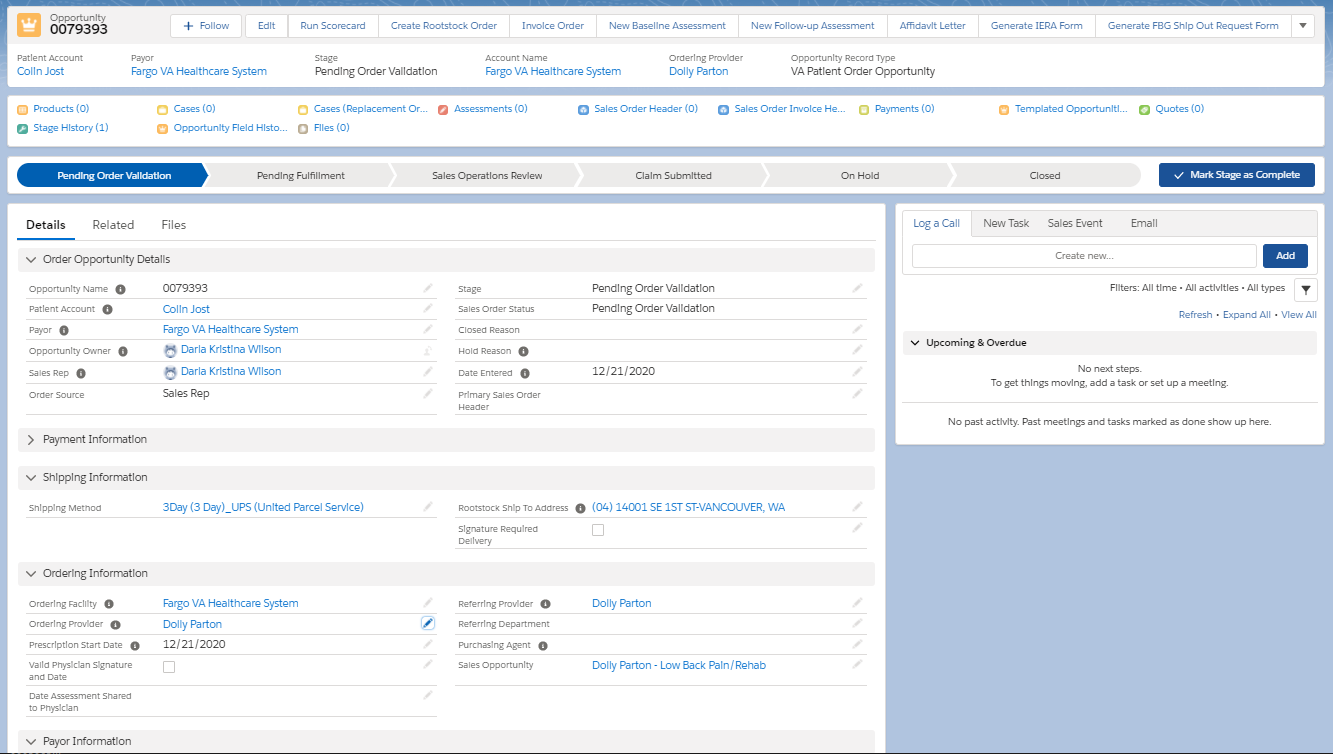 Opportunity
0079393
Follow
Edit
Run Scorecard
Create Rootstock Order
Invoice Order
New Baseline Assessment
New Follow-up Assessment
Affidavit Letter
Generate IERA Form
Generate FBG Ship Out Request Form
Patient Account
Payor
Stage
Account Name
Ordering Provider
Opportunity Record Type
Colin Jost
Fargo VA Healthcare System
Pending Order Validation
Fargo VA Healthcare System
Dolly Parton
VA Patient Order Opportunity
Products (0)
Cases (0)
Cases (Replacement Or...
Assessments (0)
Sales Order Header (0)
Sales Order Invoice He...
Payments (0)
Templated Opportuniti...
Quotes (0)
Stage History (1)
Opportunity Field Histo...
Files (0)
Pending Order Validation
Pending Fulfillment
Sales Operations Review
Claim Submitted
On Hold
Closed
Mark Stage as Complete
Details
Related
Files
Order Opportunity Details
Opportunity Name
0079393
Patient Account
Colin Jost
Payor
Fargo VA Healthcare System
Opportunity Owner
Daria Kristina Wilson
Sales Rep
Daria Kristina Wilson
Order Source
Sales Rep
Stage
Pending Order Validation
Sales Order Status
Pending Order Validation
Closed Reason
Hold Reason
Date Entered
12/21/2020
Primary Sales Order
Header
Payment Information
Shipping Information
Shipping Method
3Day (3 Day)_UPS (United Parcel Service)
Rootstock Ship To Address
(04) 14001 SE 1ST ST-VANCOUVER, WA
Signature Required
Delivery
Ordering Information
Ordering Facility
Fargo VA Healthcare System
Ordering Provider
Dolly Parton
Prescription Start Date
12/21/2020
Valid Physician Signature
and Date
Date Assessment Shared
to Physician
Referring Provider
Dolly Parton
Referring Department
Purchasing Agent
Sales Opportunity
Dolly Parton - Low Back Pain/Rehab
Payor Information
Log a Call
New Task
Sales Event
Email
Create new...
Add
Filters: All time • All activities • All types
Refresh • Expand All • View All
Upcoming & Overdue
No next steps.
To get things moving, add a task or set up a meeting.
No past activity. Past meetings and tasks marked as done show up here.